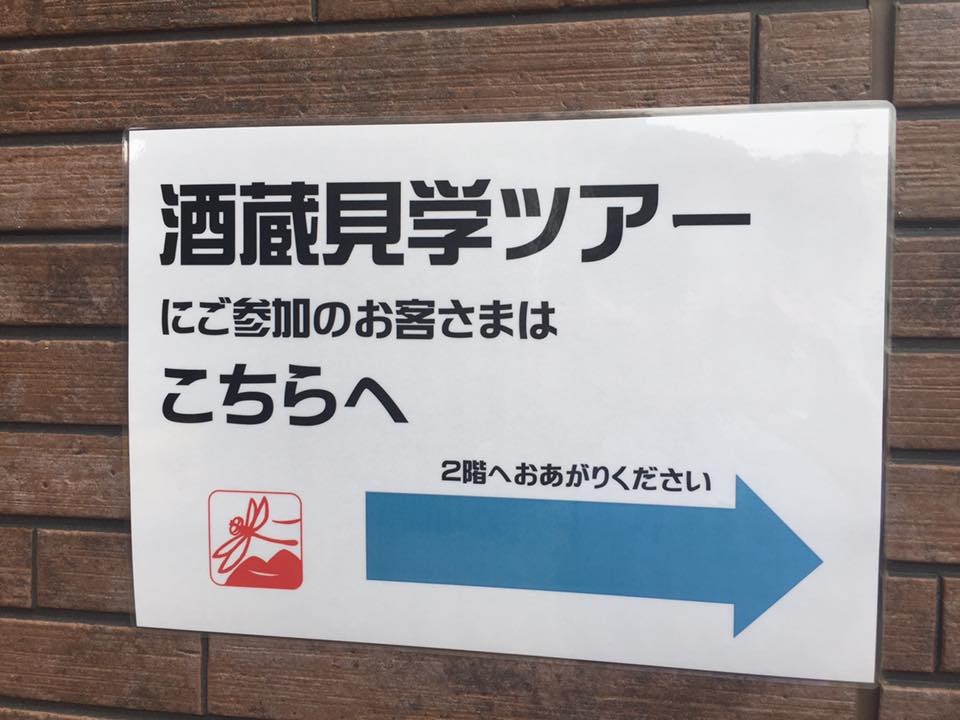 酒蔵見学ツアー
にご参加のお客さまは
こちらへ
2階へおあがりください